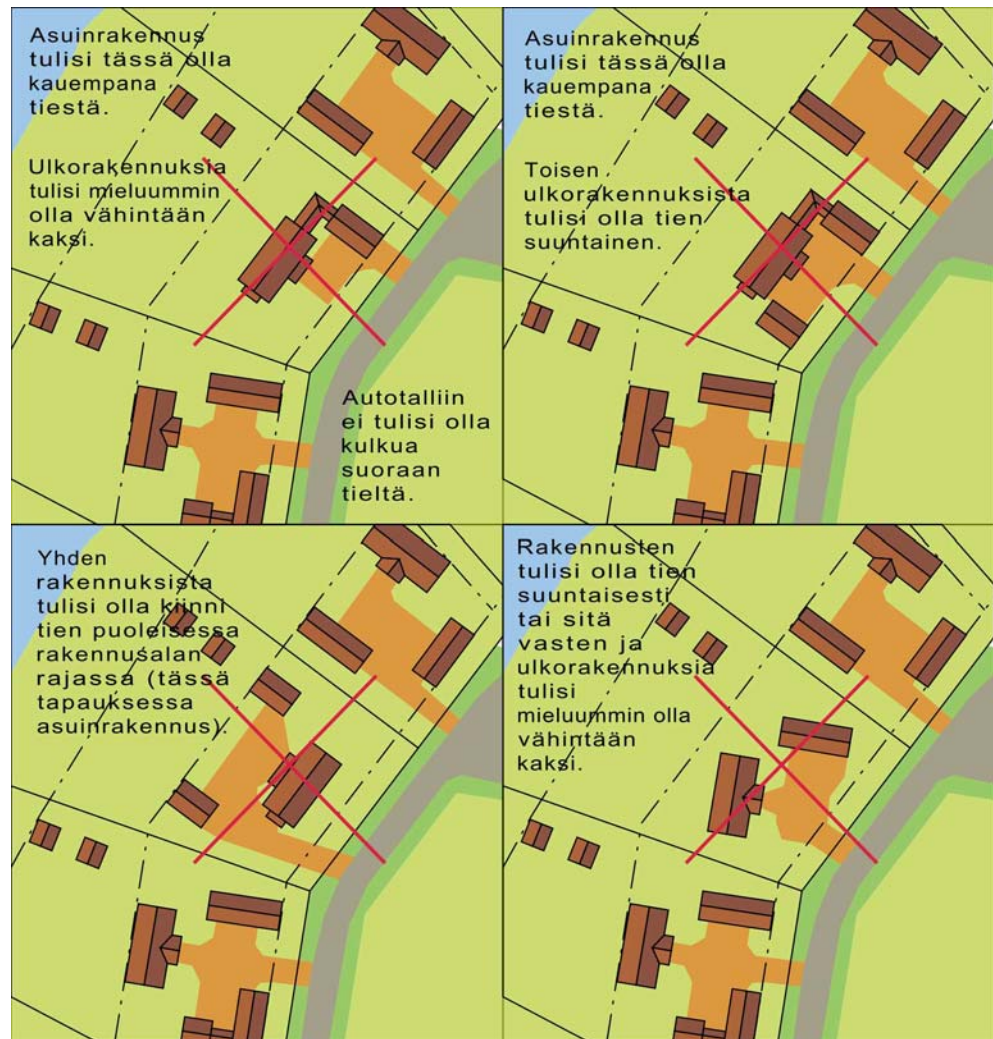 Asuinrakennus
tulisi tässä olla
kauempana
tiestä.
Ulkorakennuksia
tulisi mieluummin
olla vähintään
kaksi.
Autotalliin
ei tulisi olla
kulkua
suoraan
tieltä.
Asuinrakennus
tulisi tässä olla
kauempana
tiestä.
Toisen
ulkorakennuksista
tulisi olla tien
suuntainen.
Yhden
rakennuksista
tulisi olla kiinni
tien puoleisessa
rakennusalan
rajassa (tässä
tapauksessa
asuinrakennus).
Rakennusten
tulisi olla tien
suuntaisesti
tai sitä
vasten ja
ulkorakennuksia
tulisi
mieluummin olla
vähintään
kaksi.